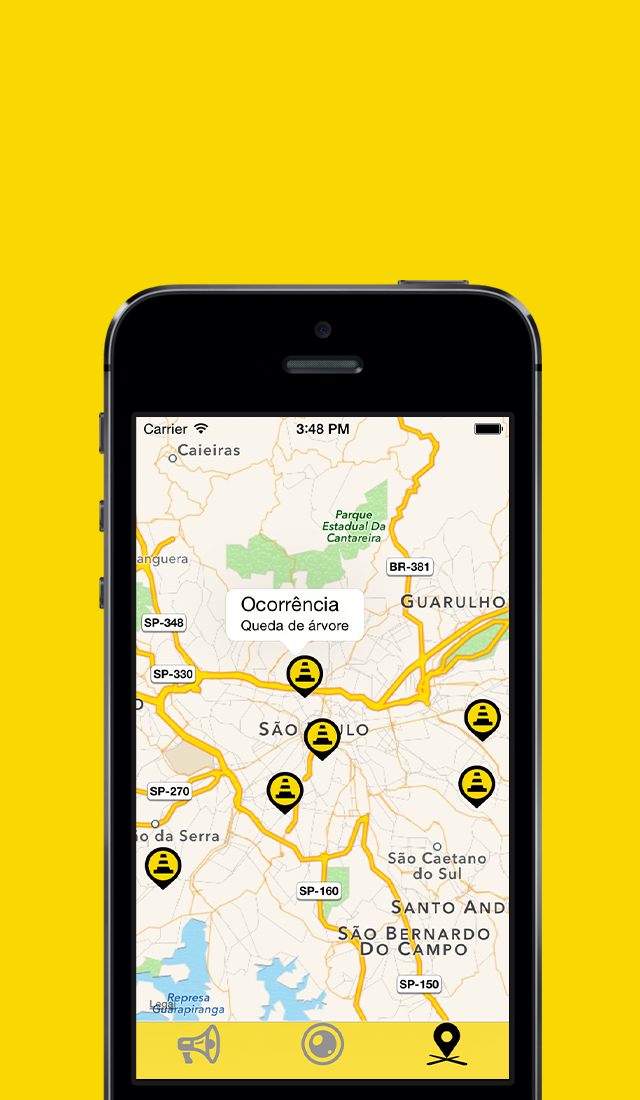 Carrier 3:48 PM
Caieiras
Parque
Estadual Da
Cantareira
anguera
BR-381
GUARULHO
Ocorrência
Queda de árvore
SP-348
SP-330
SÃO ULO
SP-270
o da Serra
São Caetano
do Sul
SP-160
SANTO AND
SÃO BERNARDO
DO CAMPO
SP-150
Legal
Represa
Guarapiranga